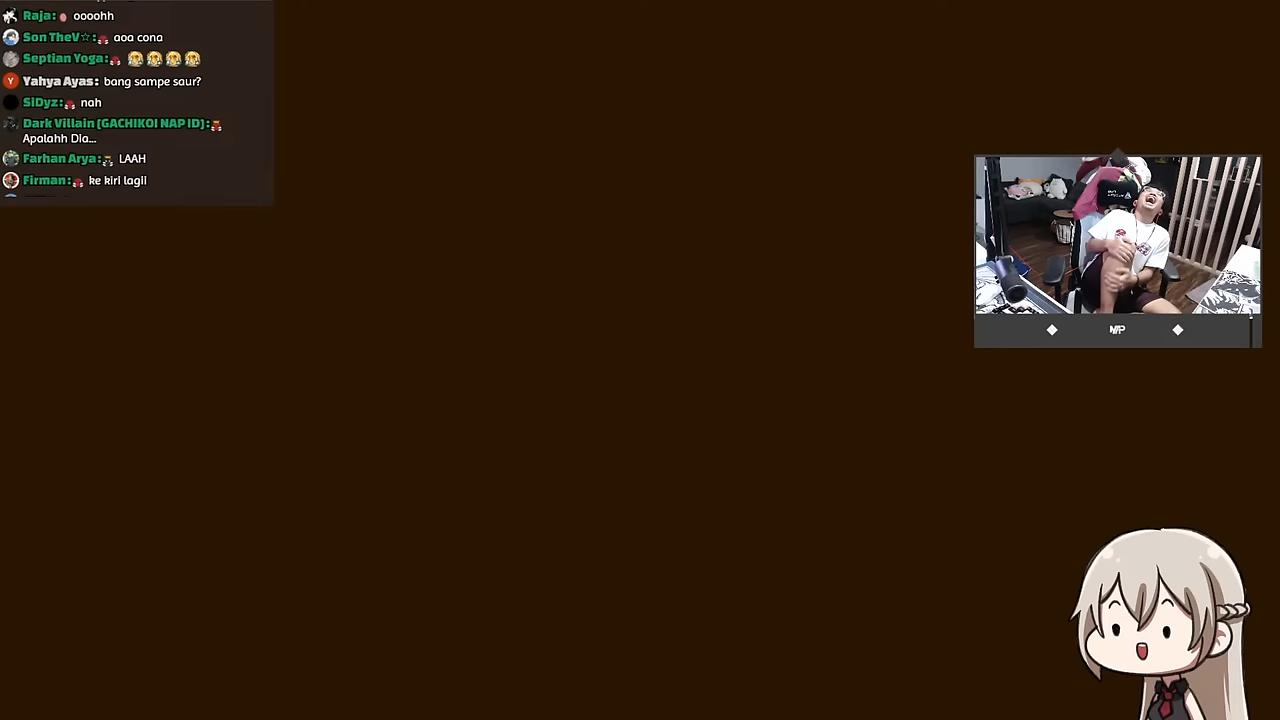 Raja: oooohh
Son TheV☆: aoa cona
Septian Yoga: 😭😭😭😭
Yahya Ayas: bang sampe saur?
SiDyz: nah
Dark Villain [GACHIKOI NAP ID]:
Apalahh Dia...
Farhan Arya: LAAH
Firman: ke kiri lagii